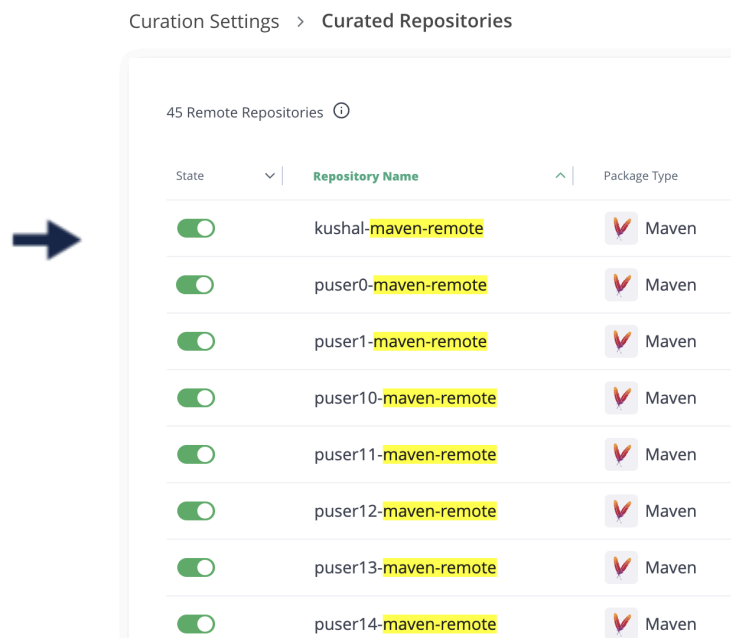 Curation Settings > Curated Repositories
45 Remote Repositories
State Repository Name Package Type
kushal-maven-remote Maven
puser0-maven-remote Maven
puser1-maven-remote Maven
puser10-maven-remote Maven
puser11-maven-remote Maven
puser12-maven-remote Maven
puser13-maven-remote Maven
puser14-maven-remote Maven